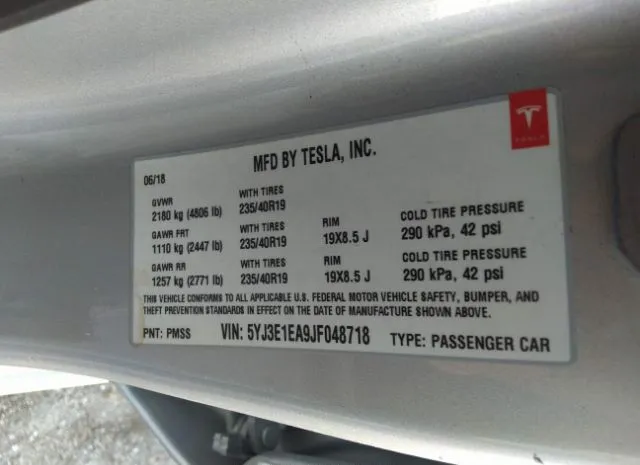 TESLA
MFD BY TESLA, INC.
06/18
GVWR WITH TIRES
2180 kg (4806 lb) 235/40R19
GAWR FRT WITH TIRES RIM COLD TIRE PRESSURE
1110 kg (2447 lb) 235/40R19 19X8.5 J 290 kPa, 42 psi
GAWR RR WITH TIRES RIM COLD TIRE PRESSURE
1257 kg (2771 lb) 235/40R19 19X8.5 J 290 kPa, 42 psi
THIS VEHICLE CONFORMS TO ALL APPLICABLE U.S. FEDERAL MOTOR VEHICLE SAFETY, BUMPER, AND
THEFT PREVENTION STANDARDS IN EFFECT ON THE DATE OF MANUFACTURE SHOWN ABOVE.
PNT: PMSS VIN: 5YJ3E1EA9JF048718 TYPE: PASSENGER CAR